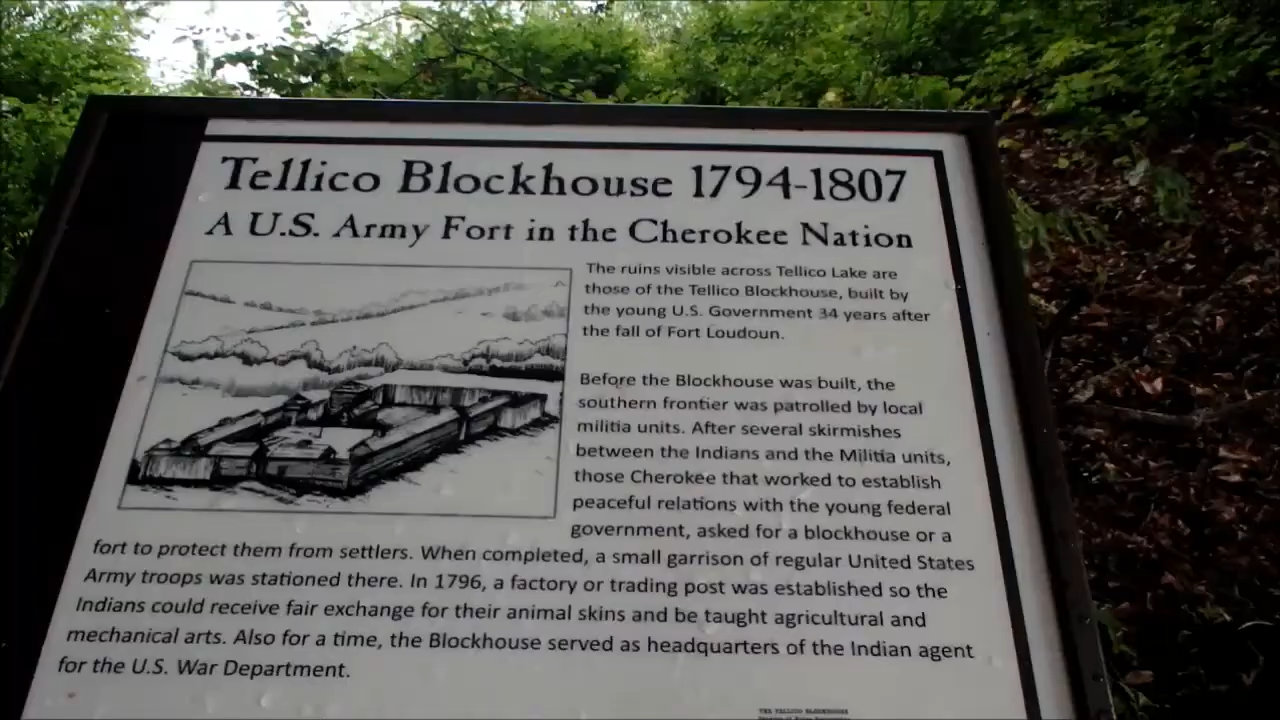 Tellico Blockhouse 1794-1807
A U.S. Army Fort in the Cherokee Nation
The ruins visible across Tellico Lake are
those of the Tellico Blockhouse, built by
the young U.S. Government 34 years after
the fall of Fort Loudoun.
Before the Blockhouse was built, the
southern frontier was patrolled by local
militia units. After several skirmishes
between the Indians and the Militia units,
those Cherokee that worked to establish
peaceful relations with the young federal
government, asked for a blockhouse or a
fort to protect them from settlers. When completed, a small garrison of regular United States
Army troops was stationed there. In 1796, a factory or trading post was established so the
Indians could receive fair exchange for their animal skins and be taught agricultural and
mechanical arts. Also for a time, the Blockhouse served as headquarters of the Indian agent
for the U.S. War Department.
THE TELLICO BLOCKHOUSE